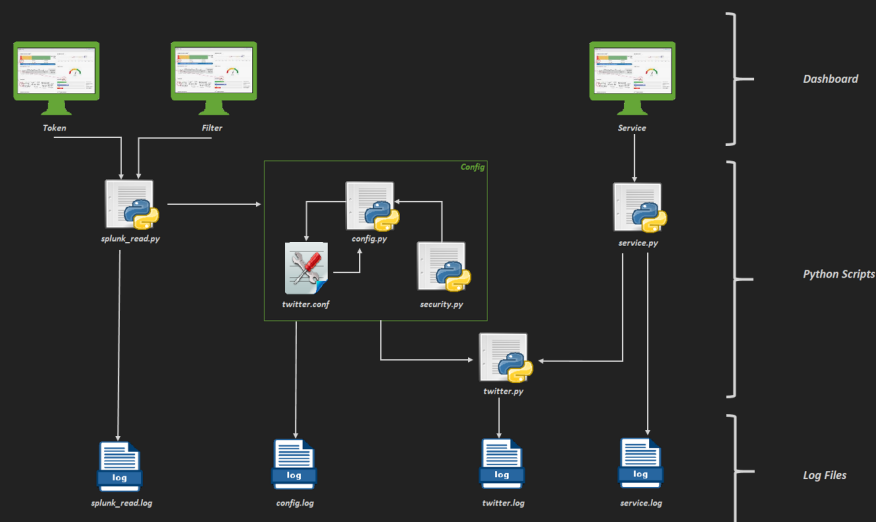 Dashboard
Token
Filter
Service
Config
splunk_read.py
config.py
service.py
Python Scripts
twitter.conf
security.py
twitter.py
log
log
log
log
Log Files
splunk_read.log
config.log
twitter.log
service.log